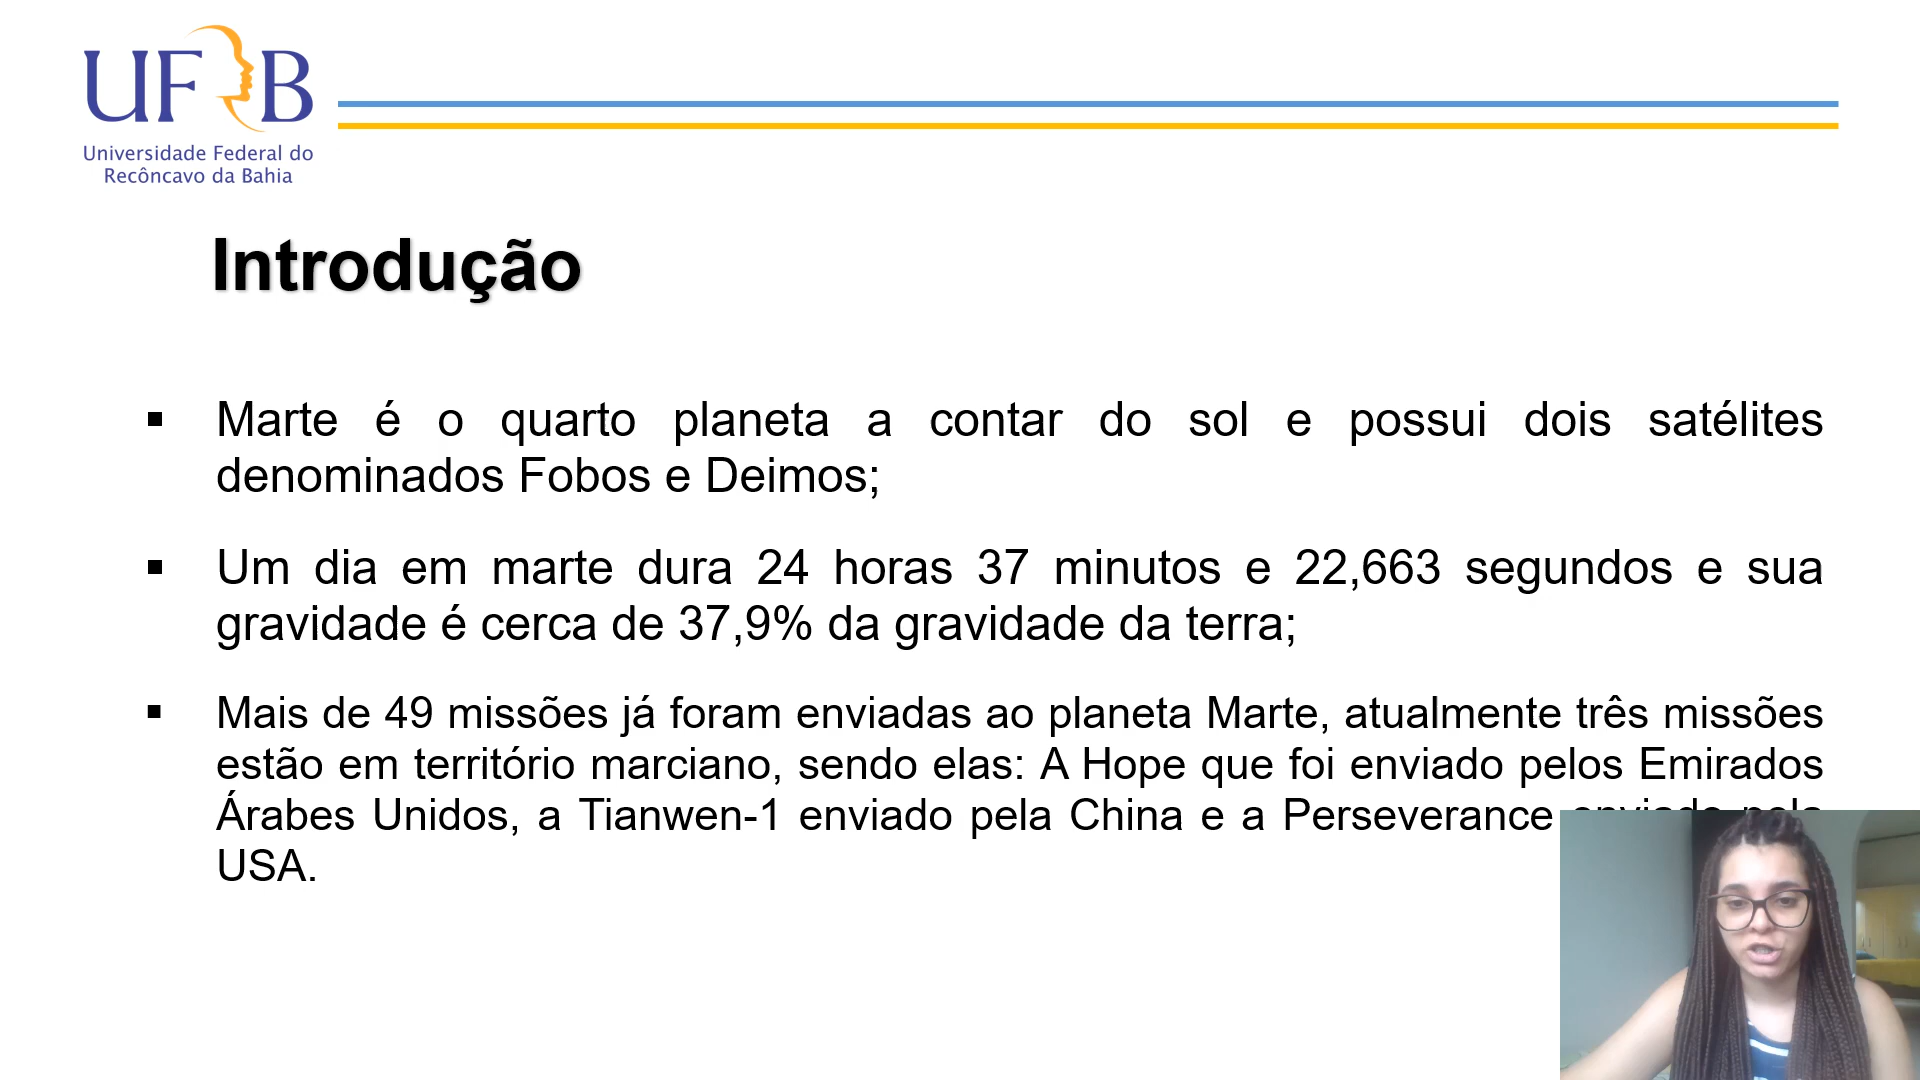 UFRB
Universidade Federal do
Recôncavo da Bahia
Introdução
▪ Marte é o quarto planeta a contar do sol e possui dois satélites
denominados Fobos e Deimos;
▪ Um dia em marte dura 24 horas 37 minutos e 22,663 segundos e sua
gravidade é cerca de 37,9% da gravidade da terra;
▪ Mais de 49 missões já foram enviadas ao planeta Marte, atualmente três missões
estão em território marciano, sendo elas: A Hope que foi enviado pelos Emirados
Árabes Unidos, a Tianwen-1 enviado pela China e a Perseverance
USA.